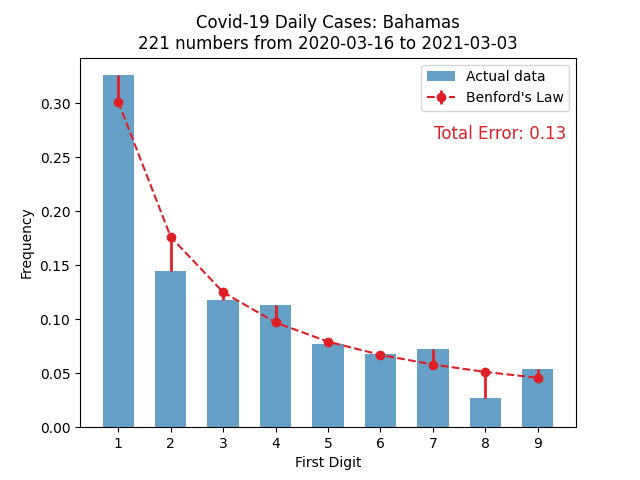 Covid-19 Daily Cases: Bahamas
221 numbers from 2020-03-16 to 2021-03-03
Actual data
Benford's Law
Total Error: 0.13
Frequency
0.30
0.25
0.20
0.15
0.10
0.05
0.00
1 2 3 4 5 6 7 8 9
First Digit